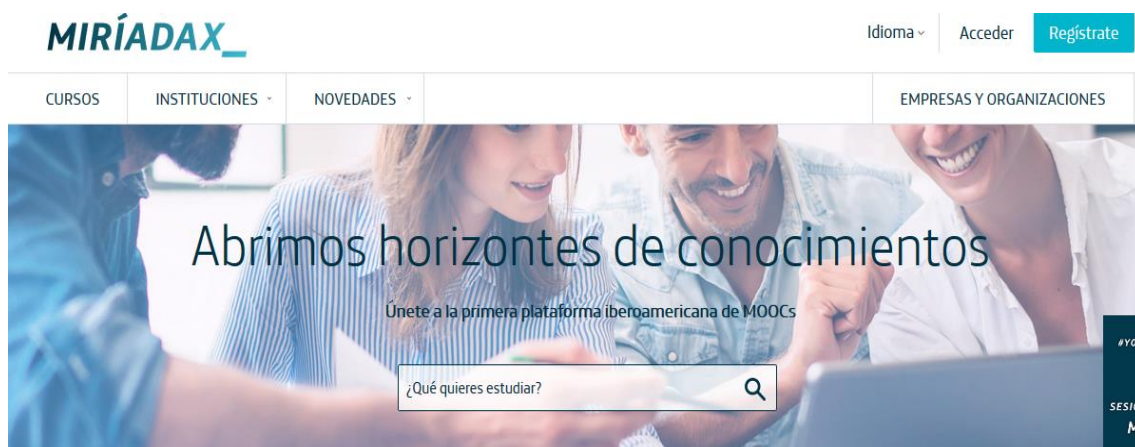 MIRÍADAX_
Idioma
Acceder
Regístrate
CURSOS
INSTITUCIONES
NOVEDADES
EMPRESAS Y ORGANIZACIONES
Abrimos horizontes de conocimientos
Únete a la primera plataforma iberoamericana de MOOCs
¿Qué quieres estudiar?